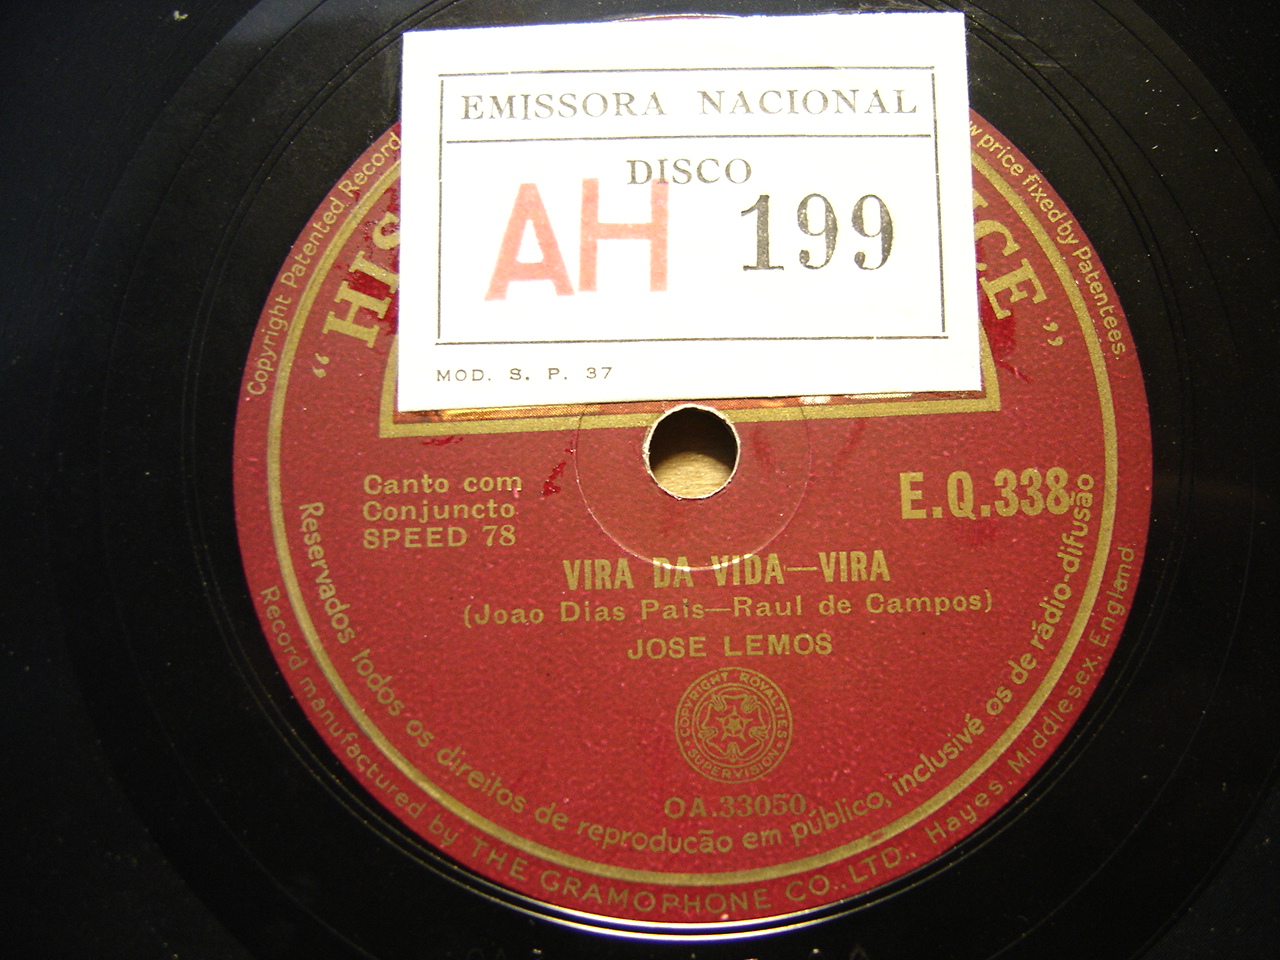 EMISSORA NACIONAL
DISCO
AH 199
MOD. S. P. 37
Copyright Patented Record
price fixed by Patentees.
"HIS
ICE"
Canto com
Conjuncto
SPEED 78
E.Q.338
VIRA DA VIDA—VIRA
(Joao Dias Pais—Raul de Campos)
JOSE LEMOS
COPYRIGHT ROYALTIES
SUPERVISION
OA.33050.
Reservados todos os direitos de reproducão em público, inclusivé os de rádio-difusão
Record manufactured by THE GRAMOPHONE CO., LTD., Hayes, Middlesex, England.